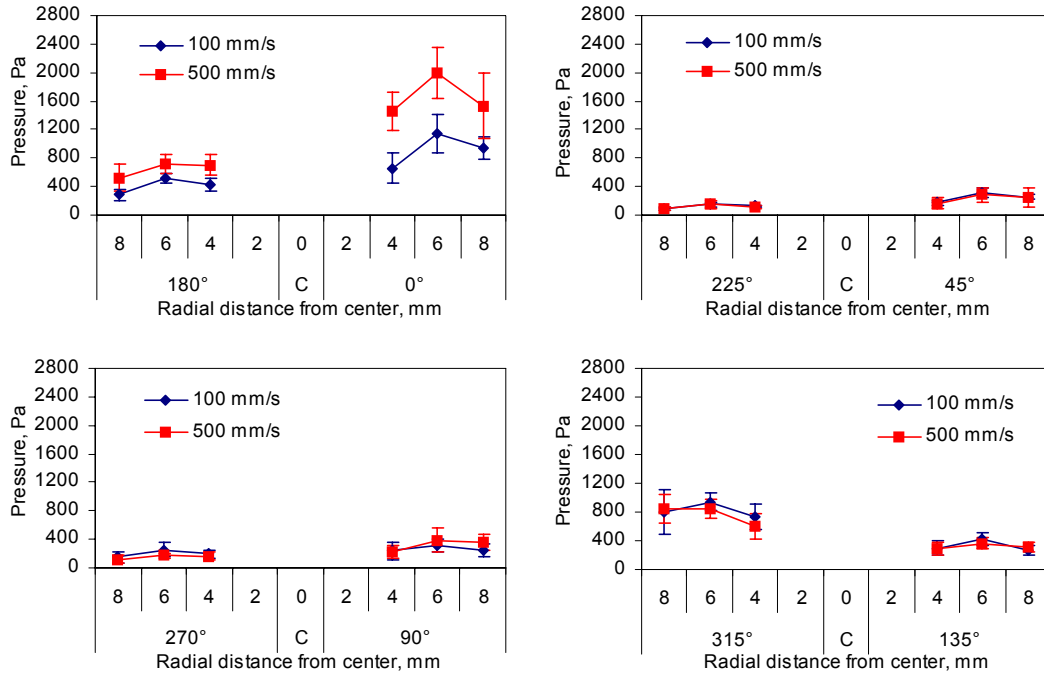 2800
2400
2000
1600
1200
800
400
0
Pressure, Pa
100 mm/s
500 mm/s
8 6 4 2 0 2 4 6 8
180° C 0°
Radial distance from center, mm
2800
2400
2000
1600
1200
800
400
0
Pressure, Pa
100 mm/s
500 mm/s
8 6 4 2 0 2 4 6 8
225° C 45°
Radial distance from center, mm
2800
2400
2000
1600
1200
800
400
0
Pressure, Pa
100 mm/s
500 mm/s
8 6 4 2 0 2 4 6 8
270° C 90°
Radial distance from center, mm
2800
2400
2000
1600
1200
800
400
0
Pressure, Pa
100 mm/s
500 mm/s
8 6 4 2 0 2 4 6 8
315° C 135°
Radial distance from center, mm